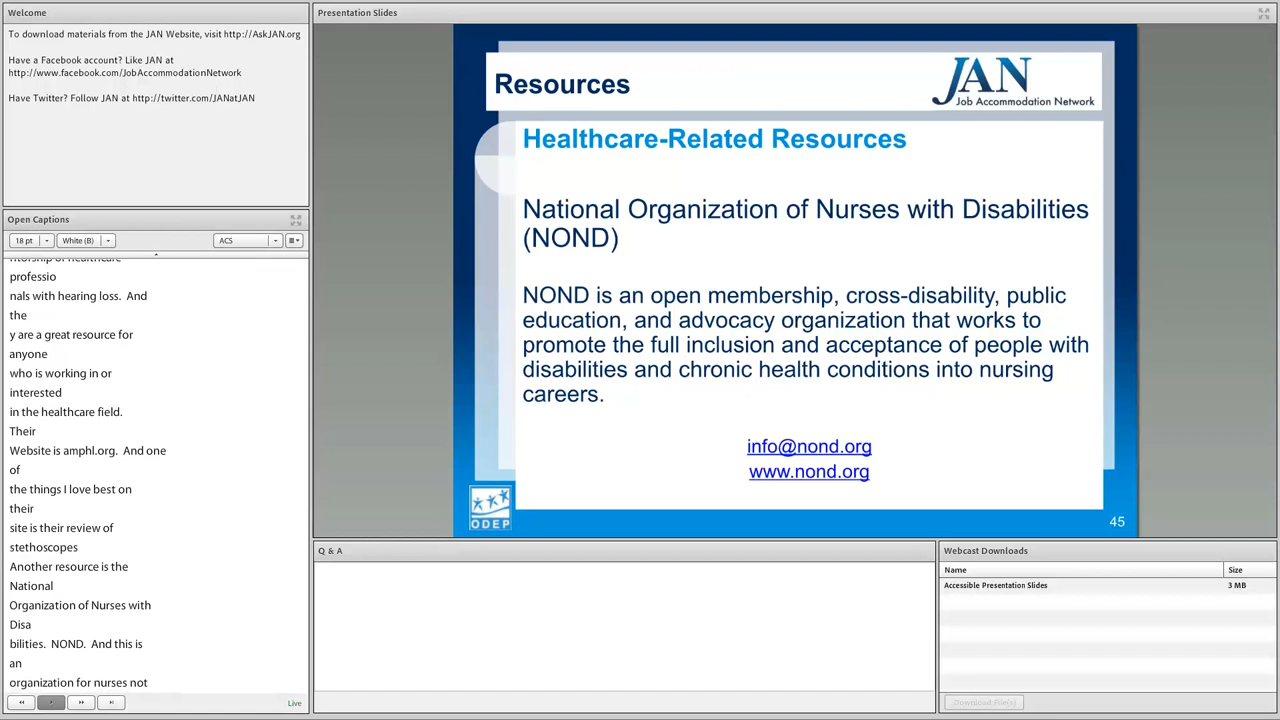 Welcome
To download materials from the JAN Website, visit http://AskJAN.org
Have a Facebook account? Like JAN at
http://www.facebook.com/JobAccommodationNetwork
Have Twitter? Follow JAN at http://twitter.com/JANatJAN
Open Captions
18 pt
White (B)
ACS
professio
nals with hearing loss.  And
the
y are a great resource for
anyone
who is working in or
interested
in the healthcare field.
Their
Website is amphl.org.  And one
of
the things I love best on
their
site is their review of
stethoscopes
Another resource is the
National
Organization of Nurses with
Disa
bilities.  NOND.  And this is
an
organization for nurses not
Live
Presentation Slides
Resources
JAN
Job Accommodation Network
Healthcare-Related Resources
National Organization of Nurses with Disabilities
(NOND)
NOND is an open membership, cross-disability, public
education, and advocacy organization that works to
promote the full inclusion and acceptance of people with
disabilities and chronic health conditions into nursing
careers.
info@nond.org
www.nond.org
ODEP
45
Q & A
Webcast Downloads
Name
Size
Accessible Presentation Slides
3 MB
Download File(s)